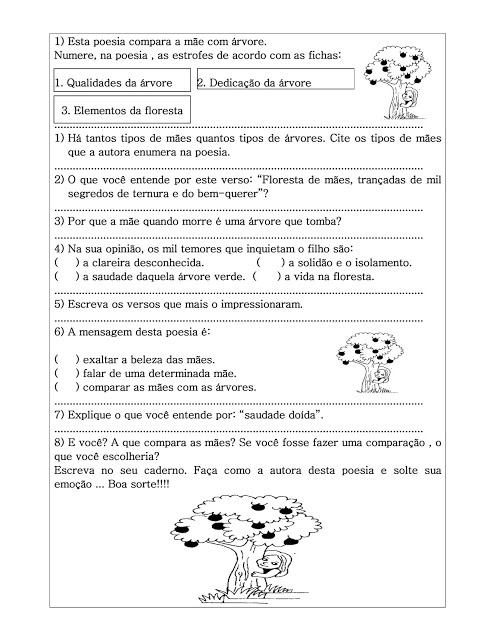 1) Esta poesia compara a mãe com árvore.
Numere, na poesia , as estrofes de acordo com as fichas:
1. Qualidades da árvore
2. Dedicação da árvore
3. Elementos da floresta
1) Há tantos tipos de mães quantos tipos de árvores. Cite os tipos de mães
que a autora enumera na poesia.
2) O que você entende por este verso: “Floresta de mães, trançadas de mil
segredos de ternura e do bem-querer”?
3) Por que a mãe quando morre é uma árvore que tomba?
4) Na sua opinião, os mil temores que inquietam o filho são:
( ) a clareira desconhecida. ( ) a solidão e o isolamento.
( ) a saudade daquela árvore verde. ( ) a vida na floresta.
5) Escreva os versos que mais o impressionaram.
6) A mensagem desta poesia é:
( ) exaltar a beleza das mães.
( ) falar de uma determinada mãe.
( ) comparar as mães com as árvores.
7) Explique o que você entende por: “saudade doída”.
8) E você? A que compara as mães? Se você fosse fazer uma comparação , o
que você escolheria?
Escreva no seu caderno. Faça como a autora desta poesia e solte sua
emoção ... Boa sorte!!!!